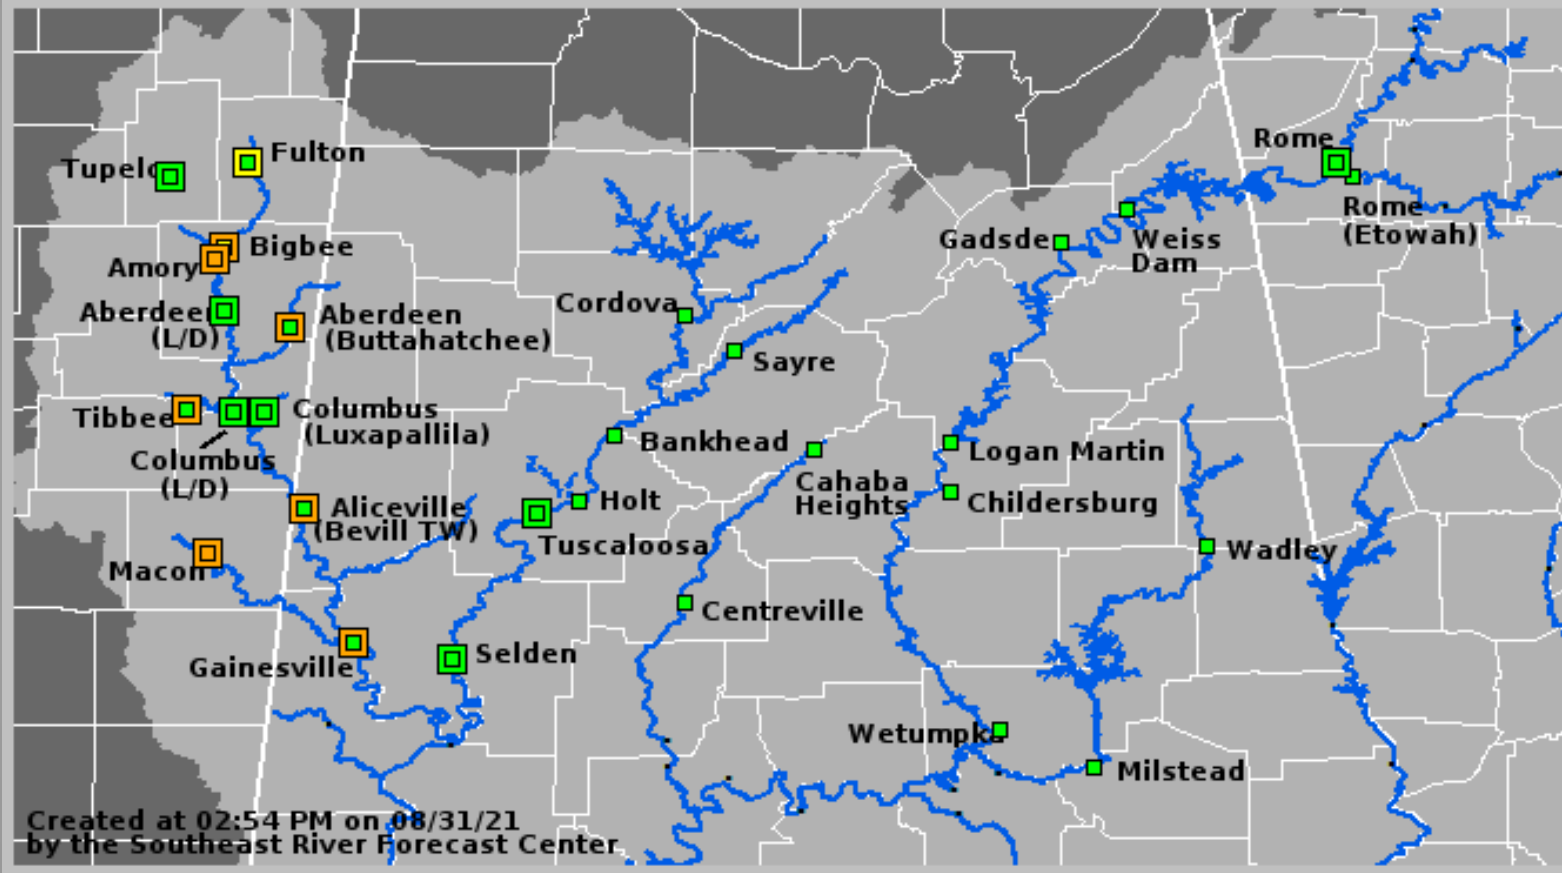 Rome
Fulton
Tupelo
Rome
(Etowah)
Bigbee
Gadsde
Weiss
Dam
Amory
Cordova
Aberdeen
(L/D)
Aberdeen
(Buttahatchee)
Sayre
Tibbee
Columbus
(Luxapallila)
Bankhead
Logan Martin
Columbus
(L/D)
Cahaba
Heights
Holt
Childersburg
Aliceville
(Bevill TW)
Tuscaloosa
Wadley
Macon
Centreville
Selden
Gainesville
Wetumpka
Milstead
Created at 02:54 PM on 08/31/21
by the Southeast River Forecast Center